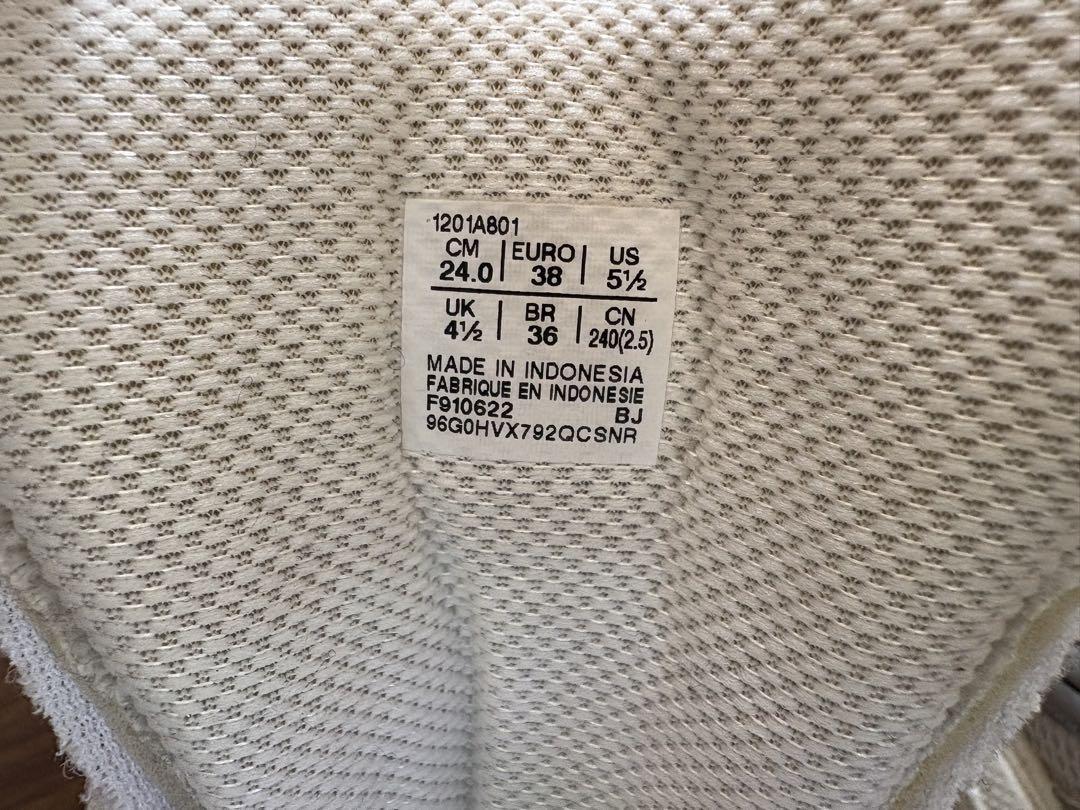 1201A801
CM | EURO | US
24.0 | 38 | 5½
UK | BR | CN
4½ | 36 | 240(2.5)
MADE IN INDONESIA
FABRIQUE EN INDONESIE
F910622 BJ
96G0HVX792QCSNR